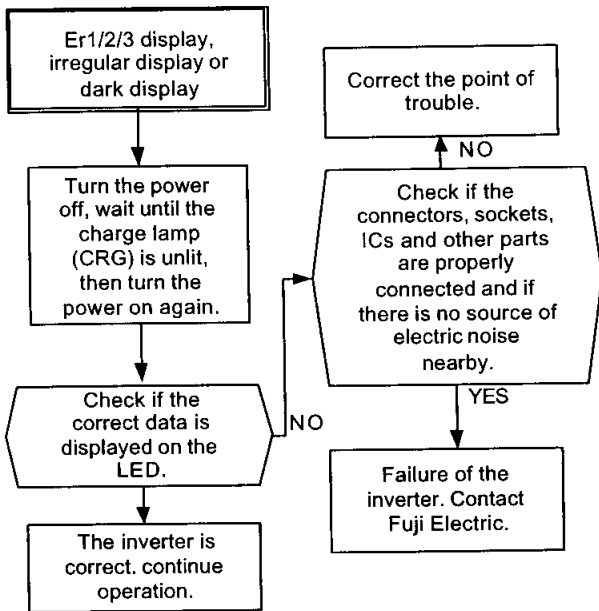 Er1/2/3 display,
irregular display or
dark display
Turn the power
off, wait until the
charge lamp
(CRG) is unlit,
then turn the
power on again.
Check if the
correct data is
displayed on the
LED.
NO
The inverter is
correct. continue
operation.
Correct the point of
trouble.
NO
Check if the
connectors, sockets,
ICs and other parts
are properly
connected and if
there is no source of
electric noise
nearby.
YES
Failure of the
inverter. Contact
Fuji Electric.